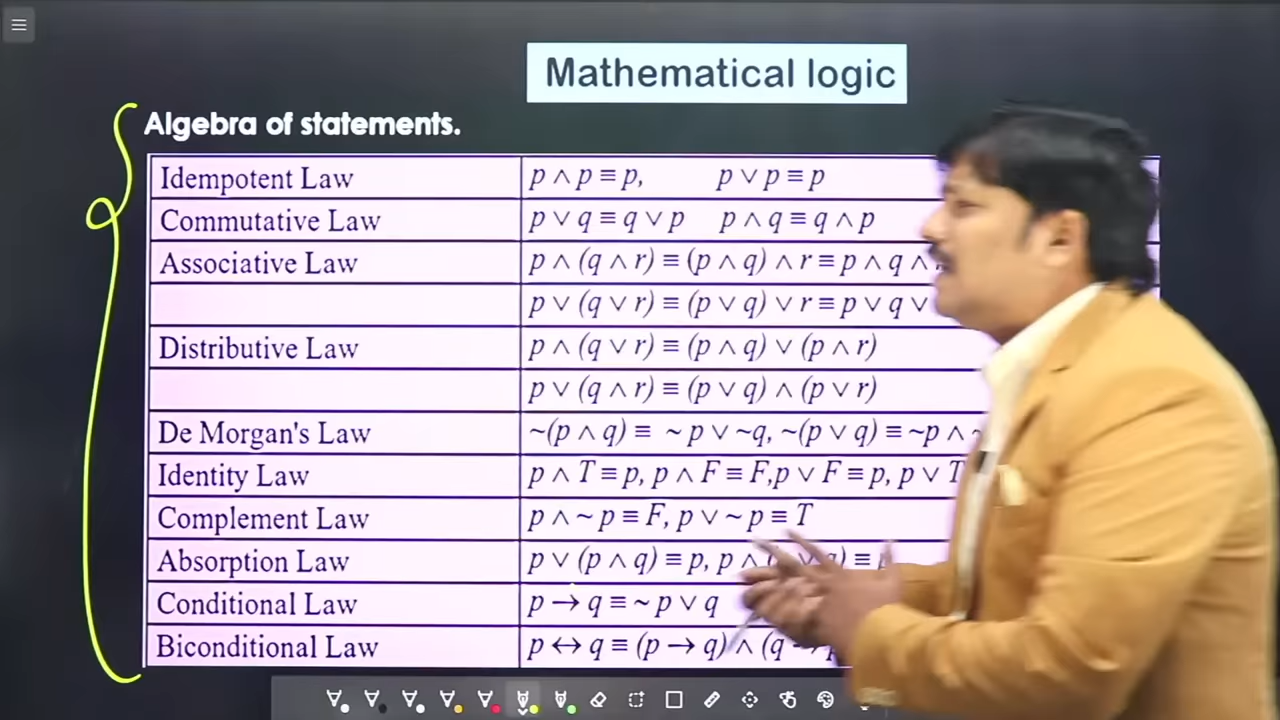 Mathematical logic
Algebra of statements.
Idempotent Law p ∧ p ≡ p, p ∨ p ≡ p
Commutative Law p ∨ q ≡ q ∨ p p ∧ q ≡ q ∧ p
Associative Law p ∧ (q ∧ r) ≡ (p ∧ q) ∧ r ≡ p ∧ q ∧
p ∨ (q ∨ r) ≡ (p ∨ q) ∨ r ≡ p ∨ q ∨
Distributive Law p ∧ (q ∨ r) ≡ (p ∧ q) ∨ (p ∧ r)
p ∨ (q ∧ r) ≡ (p ∨ q) ∧ (p ∨ r)
De Morgan's Law ~(p ∧ q) ≡ ~ p ∨ ~q, ~(p ∨ q) ≡ ~p ∧
Identity Law p ∧ T ≡ p, p ∧ F ≡ F, p ∨ F ≡ p, p ∨ T
Complement Law p ∧ ~ p ≡ F, p ∨ ~ p ≡ T
Absorption Law p ∨ (p ∧ q) ≡ p, p ∧ ∨ q) ≡
Conditional Law p → q ≡ ~ p ∨ q
Biconditional Law p ↔ q ≡ (p → q) ∧ (q